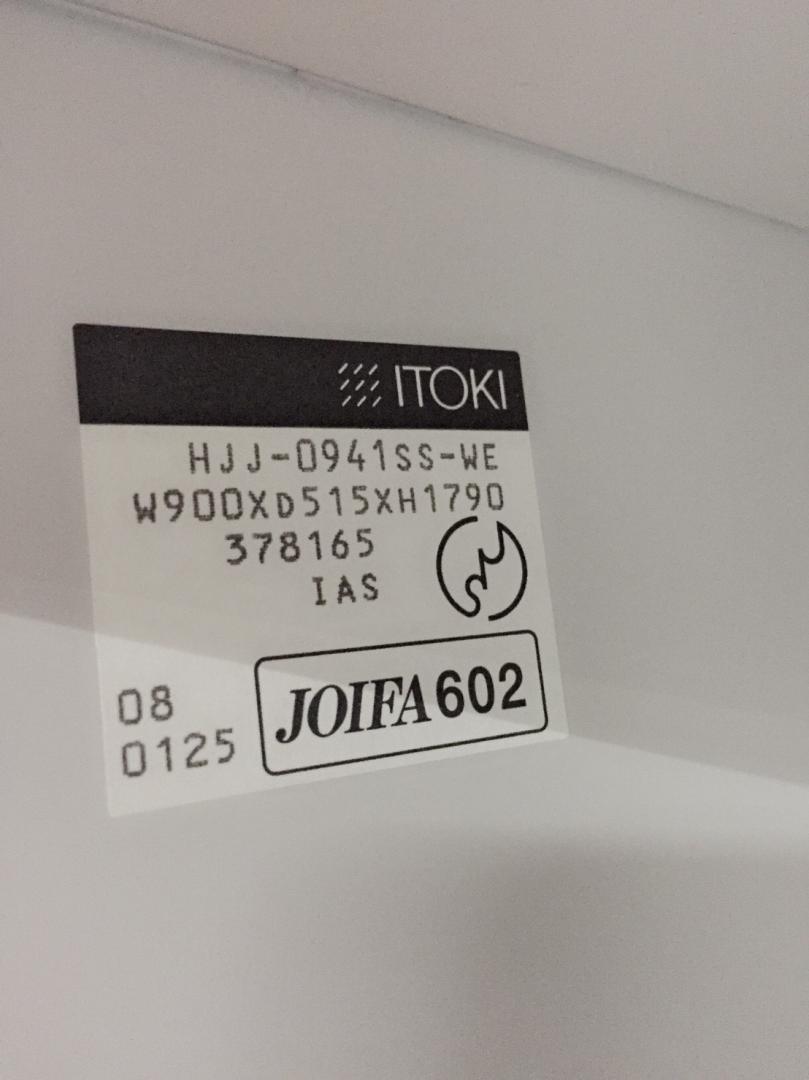 ITOKI
HJJ-0941SS-WE
W900XD515XH1790
378165
IAS
08
0125
JOIFA602